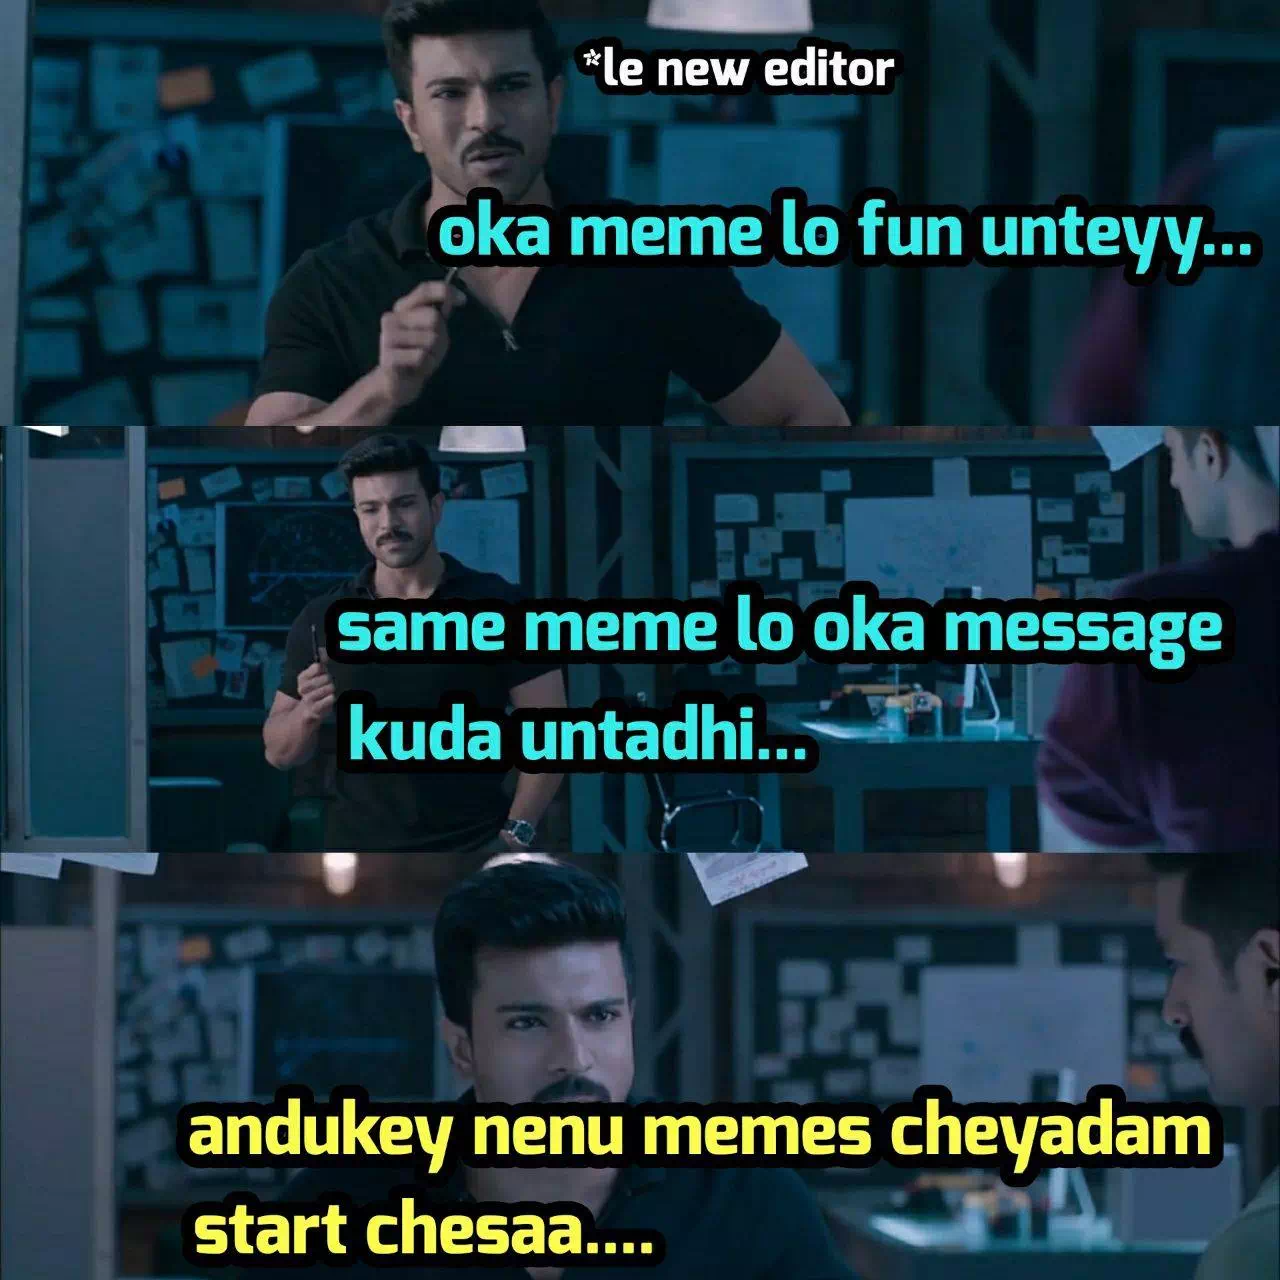 *le new editor
oka meme lo fun unteyy...
same meme lo oka message
kuda untadhi...
andukey nenu memes cheyadam
start chesaa....